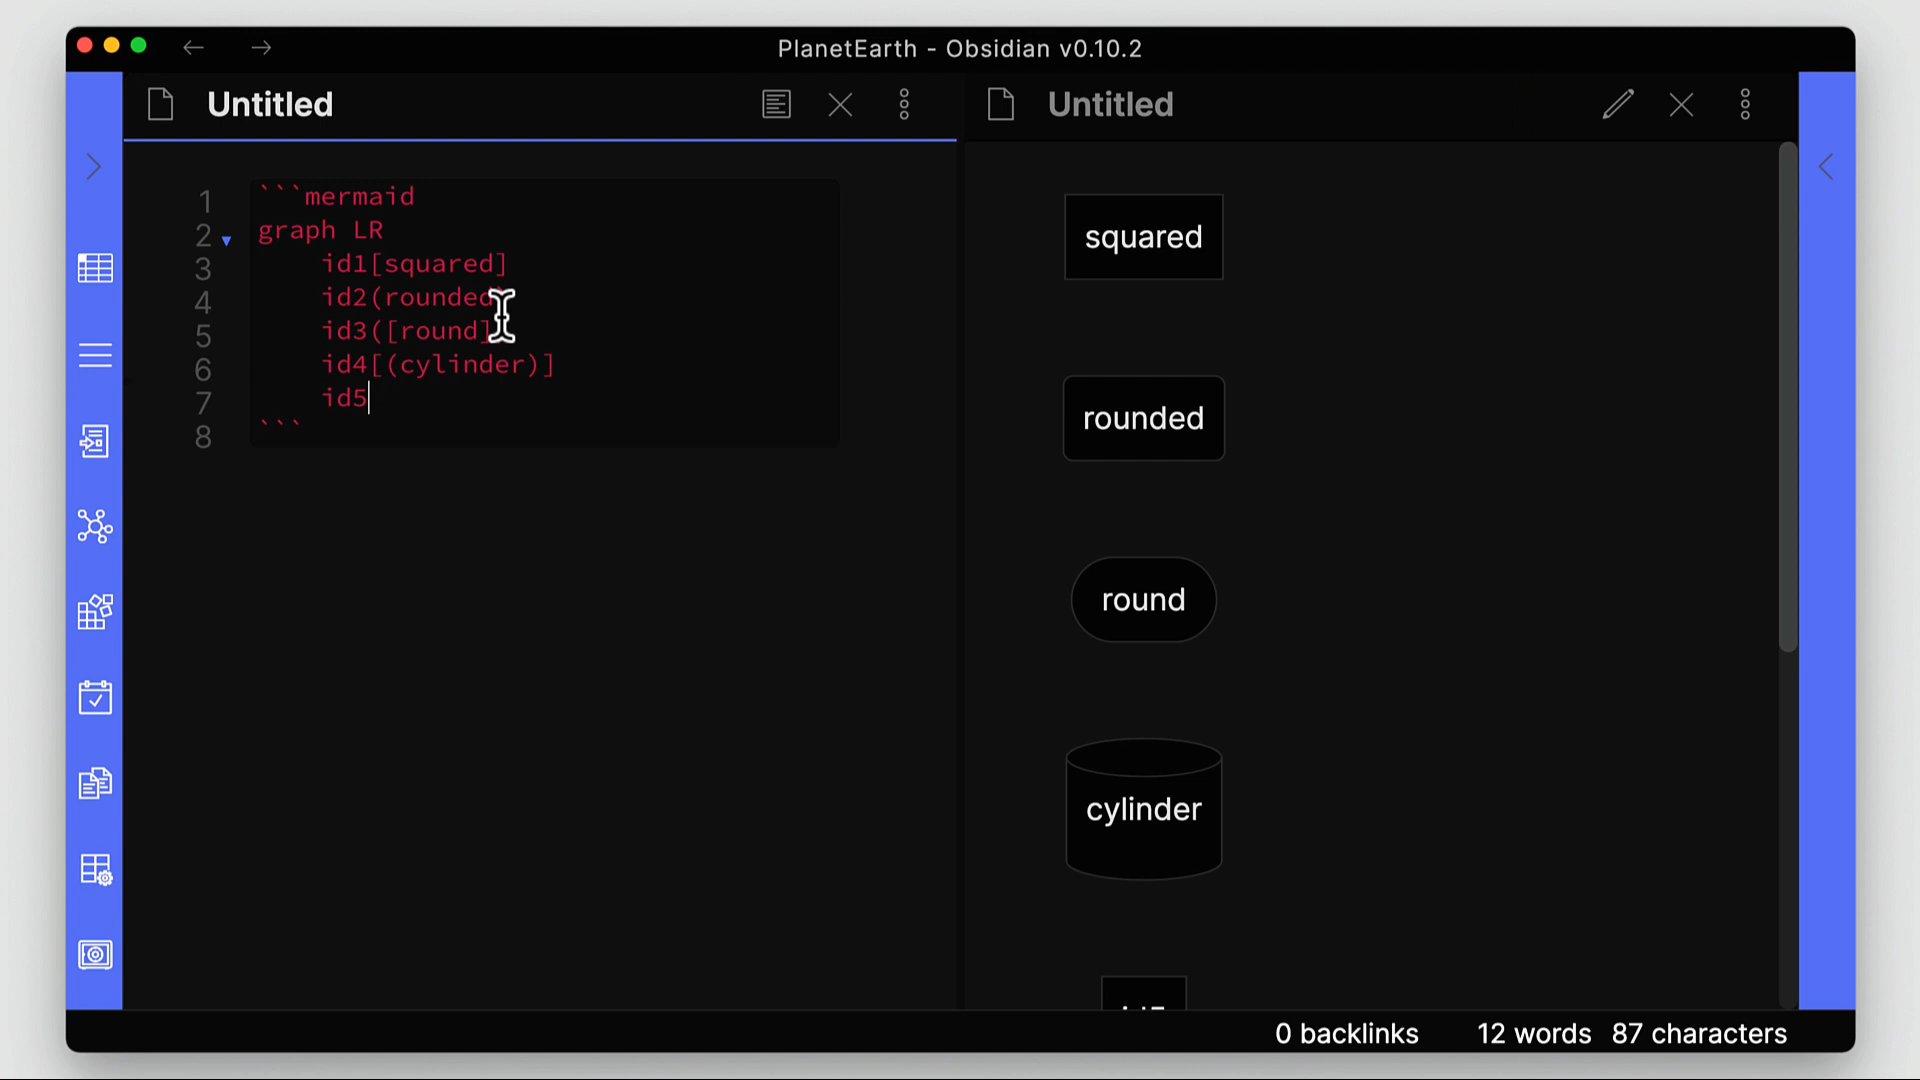 PlanetEarth - Obsidian v0.10.2
Untitled
1 ```mermaid
2 graph LR
3 id1[squared]
4 id2(rounded
5 id3([round]
6 id4[(cylinder)]
7 id5
8 ```
Untitled
squared
rounded
round
cylinder
0 backlinks 12 words 87 characters